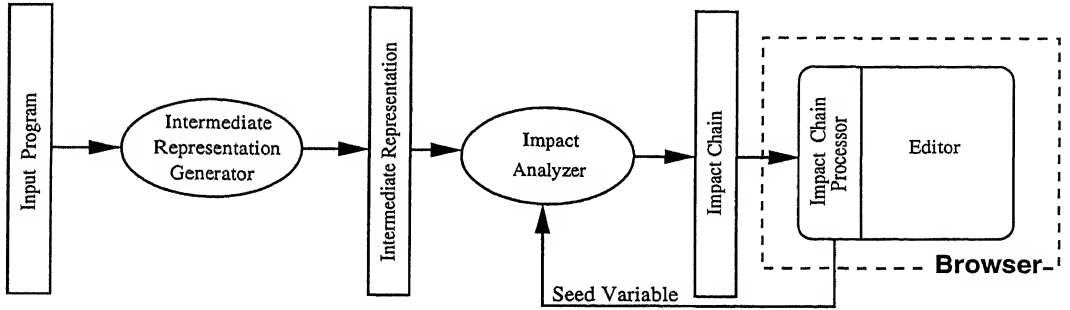 Input Program
Intermediate
Representation
Generator
Intermediate Representation
Impact
Analyzer
Impact Chain
Impact Chain
Processor
Editor
Browser
Seed Variable